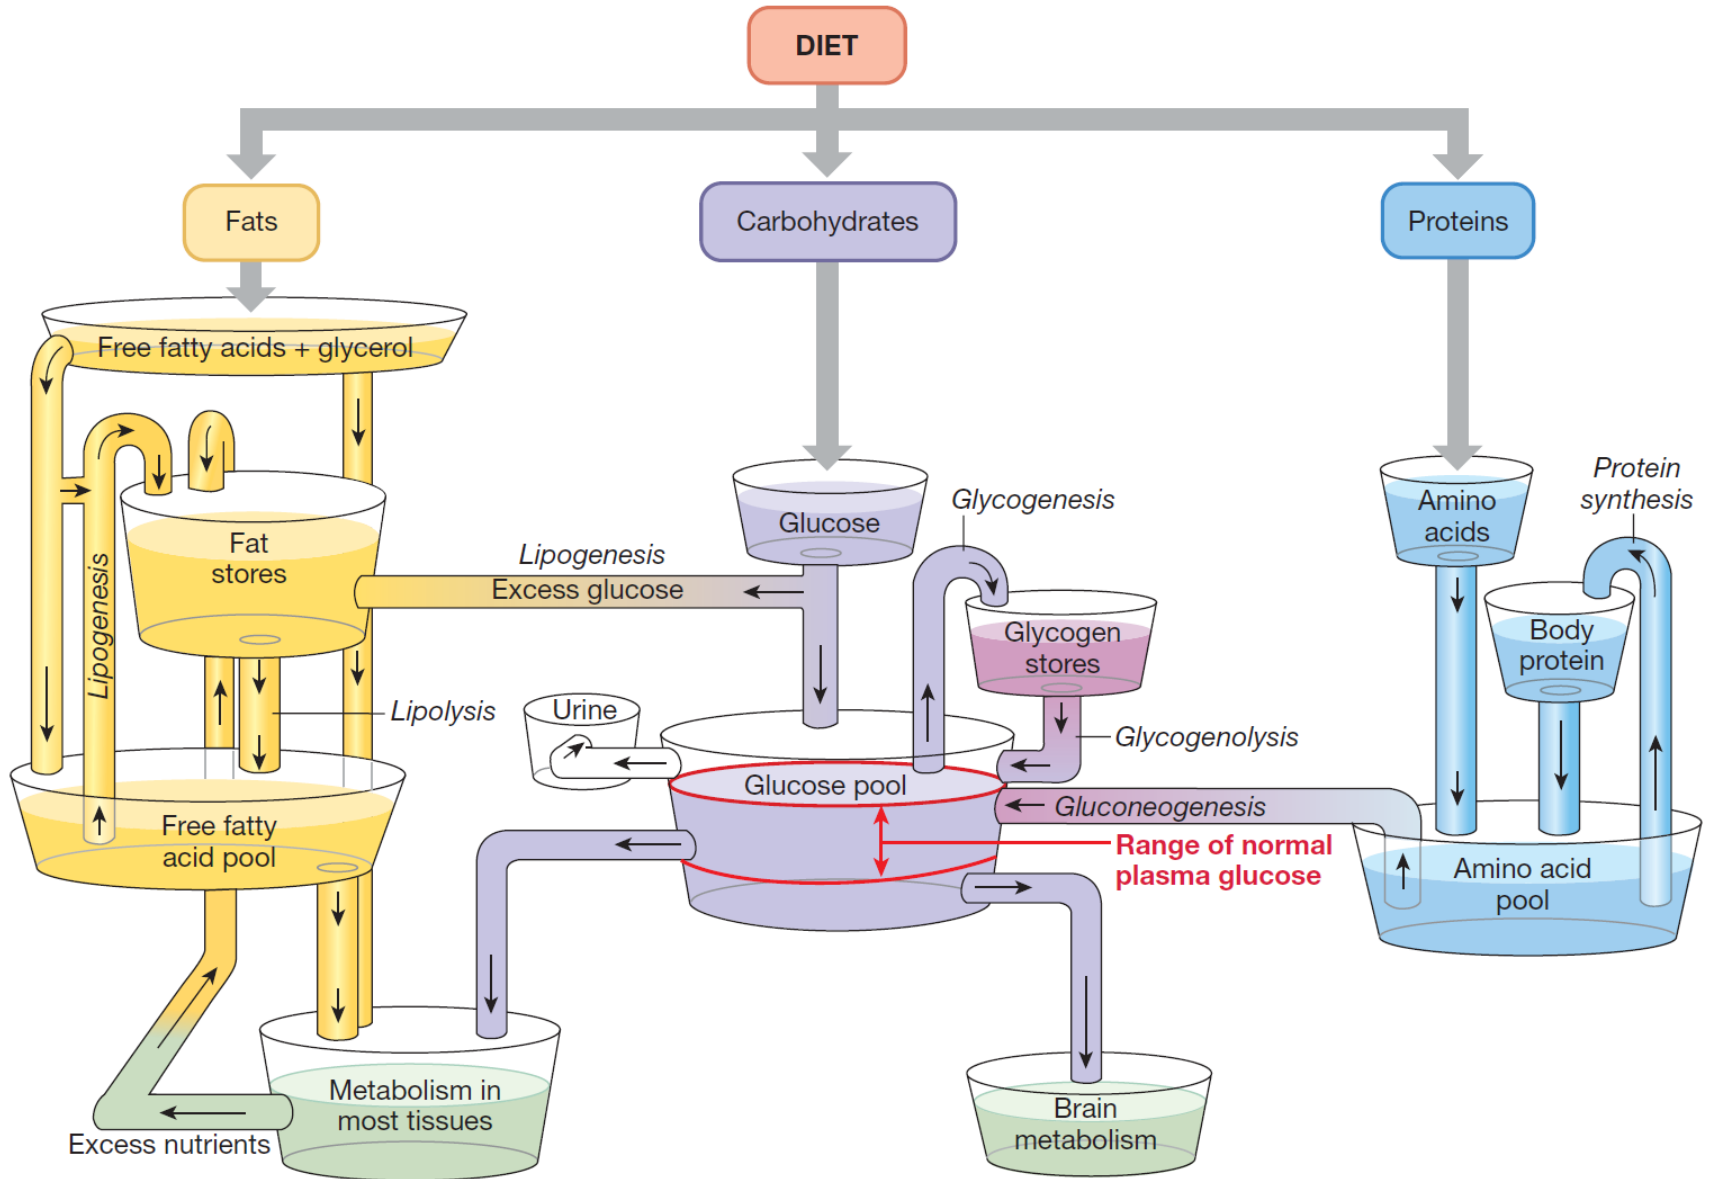 DIET
Fats
Carbohydrates
Proteins
Free fatty acids + glycerol
Fat
stores
Lipogenesis
Lipolysis
Free fatty
acid pool
Lipogenesis
Excess glucose
Glucose
Glycogenesis
Glycogen
stores
Glycogenolysis
Urine
Glucose pool
Gluconeogenesis
Range of normal
plasma glucose
Amino
acids
Protein
synthesis
Body
protein
Amino acid
pool
Metabolism in
most tissues
Excess nutrients
Brain
metabolism